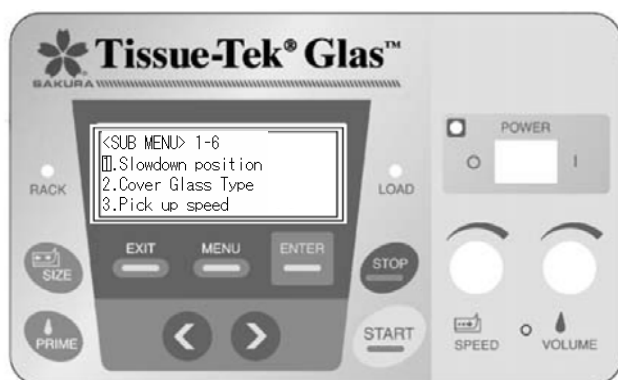 Tissue-Tek® Glas™
SAKURA
<SUB MENU> 1-6
1.Slowdown position
2.Cover Glass Type
3.Pick up speed
RACK
LOAD
EXIT
MENU
ENTER
SIZE
STOP
PRIME
START
POWER
O
I
SPEED
VOLUME